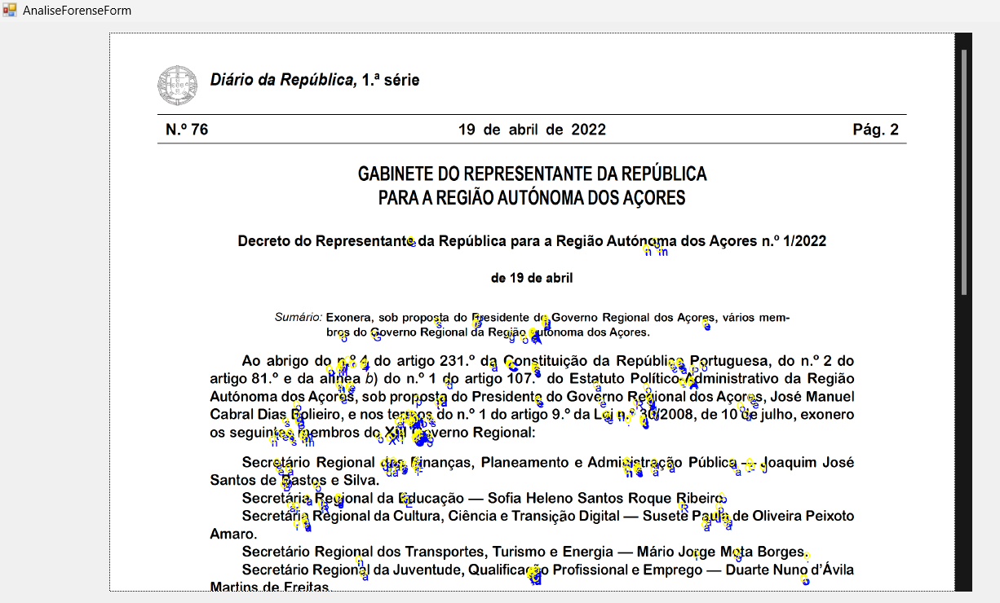 AnaliseForenseForm
Diário da República, 1.ª série
N.º 76 19 de abril de 2022 Pág. 2
GABINETE DO REPRESENTANTE DA REPÚBLICA
PARA A REGIÃO AUTÓNOMA DOS AÇORES
Decreto do Representante da República para a Região Autónoma dos Açores n.º 1/2022
de 19 de abril
Sumário: Exonera, sob proposta do Presidente do Governo Regional dos Açores, vários mem-
bros do Governo Regional da Região Autónoma dos Açores.
Ao abrigo do n.º 4 do artigo 231.º da Constituição da República Portuguesa, do n.º 2 do
artigo 81.º e da alínea b) do n.º 1 do artigo 107.º do Estatuto Político-Administrativo da Região
Autónoma dos Açores, sob proposta do Presidente do Governo Regional dos Açores, José Manuel
Cabral Dias Bolieiro, e nos termos do n.º 1 do artigo 9.º da Lei n.º 30/2008, de 10 de julho, exonero
os seguintes membros do XIII Governo Regional:
Secretário Regional das Finanças, Planeamento e Administração Pública — Joaquim José
Santos de Bastos e Silva.
Secretária Regional da Educação — Sofia Heleno Santos Roque Ribeiro.
Secretária Regional da Cultura, Ciência e Transição Digital — Susete Paula de Oliveira Peixoto
Amaro.
Secretário Regional dos Transportes, Turismo e Energia — Mário Jorge Mota Borges.
Secretário Regional da Juventude, Qualificação Profissional e Emprego — Duarte Nuno d'Ávila
Martins de Freitas.